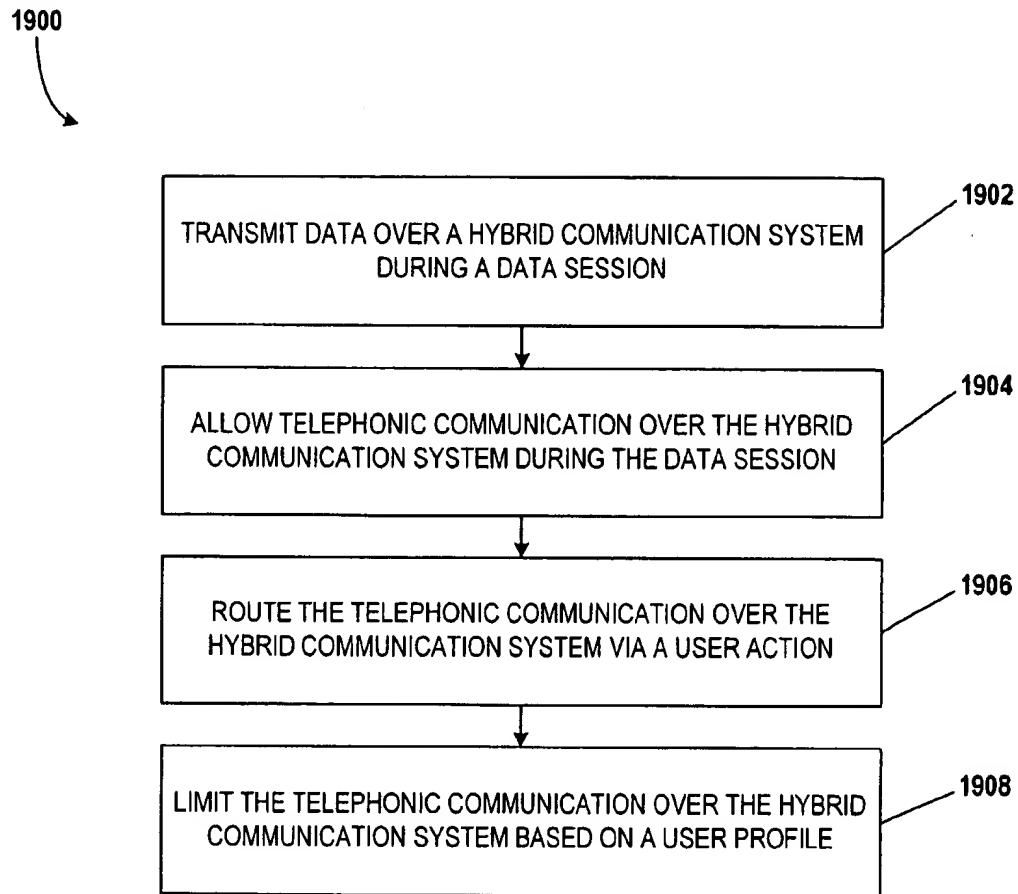 1900
TRANSMIT DATA OVER A HYBRID COMMUNICATION SYSTEM
DURING A DATA SESSION
1902
ALLOW TELEPHONIC COMMUNICATION OVER THE HYBRID
COMMUNICATION SYSTEM DURING THE DATA SESSION
1904
ROUTE THE TELEPHONIC COMMUNICATION OVER THE
HYBRID COMMUNICATION SYSTEM VIA A USER ACTION
1906
LIMIT THE TELEPHONIC COMMUNICATION OVER THE HYBRID
COMMUNICATION SYSTEM BASED ON A USER PROFILE
1908